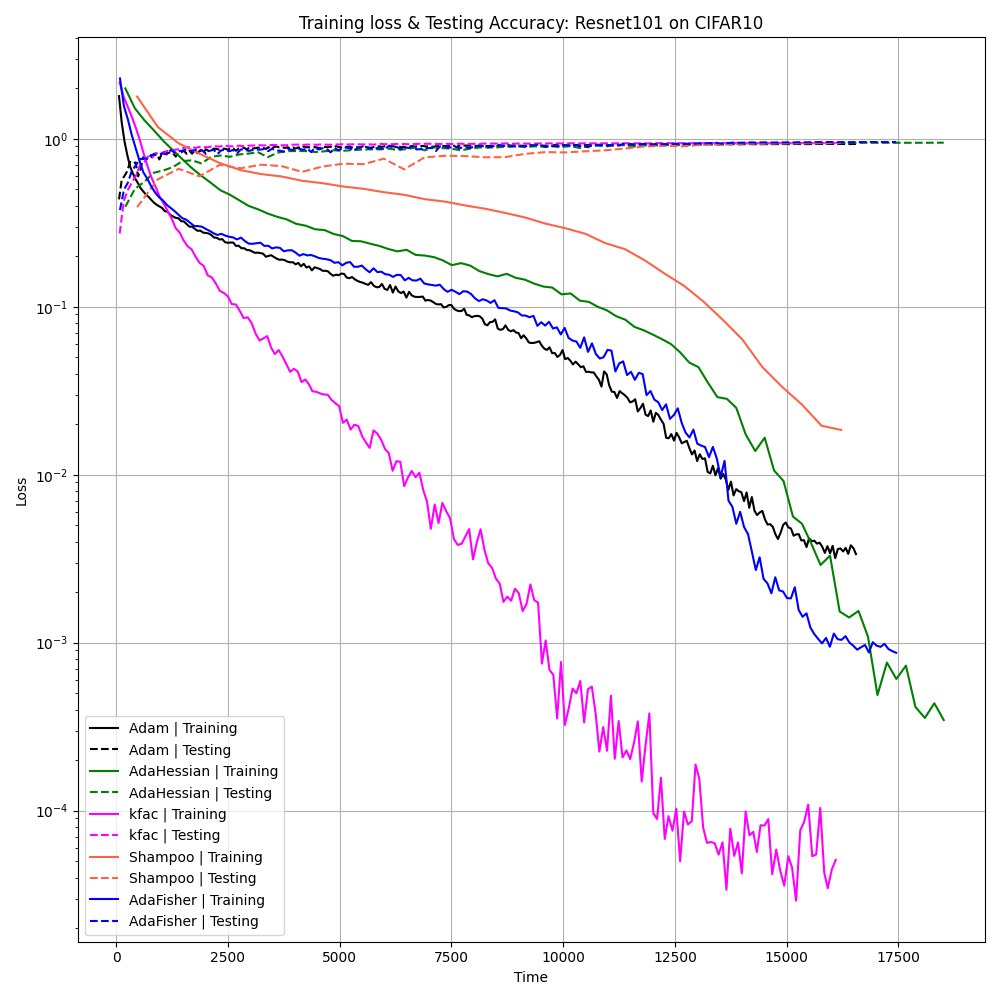 Training loss & Testing Accuracy: Resnet101 on CIFAR10
10⁰
10⁻¹
10⁻²
10⁻³
10⁻⁴
Loss
Adam | Training
Adam | Testing
AdaHessian | Training
AdaHessian | Testing
kfac | Training
kfac | Testing
Shampoo | Training
Shampoo | Testing
AdaFisher | Training
AdaFisher | Testing
0 2500 5000 7500 10000 12500 15000 17500
Time